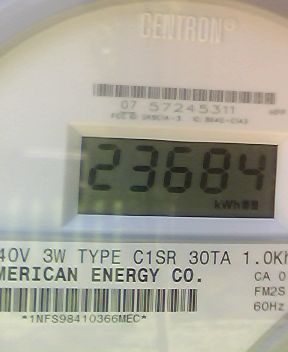 CENTRON®
07 57245311
23684
kWh
40V 3W TYPE C1SR 30TA 1.0Kh
MERICAN ENERGY CO.
CA 0
FM2S
60Hz
*1NFS98410366MEC*